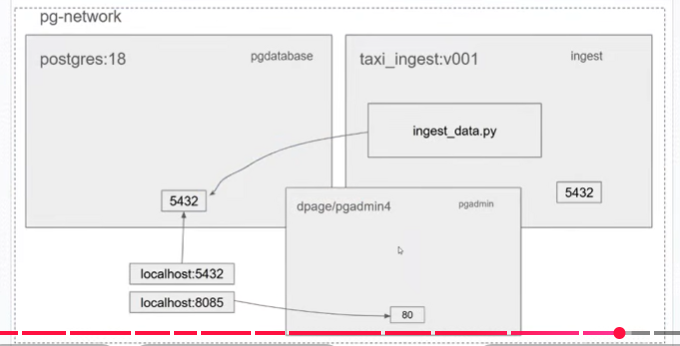 pg-network
postgres:18
pgdatabase
taxi_ingest:v001
ingest
ingest_data.py
5432
5432
dpage/pgadmin4
pgadmin
localhost:5432
localhost:8085
80